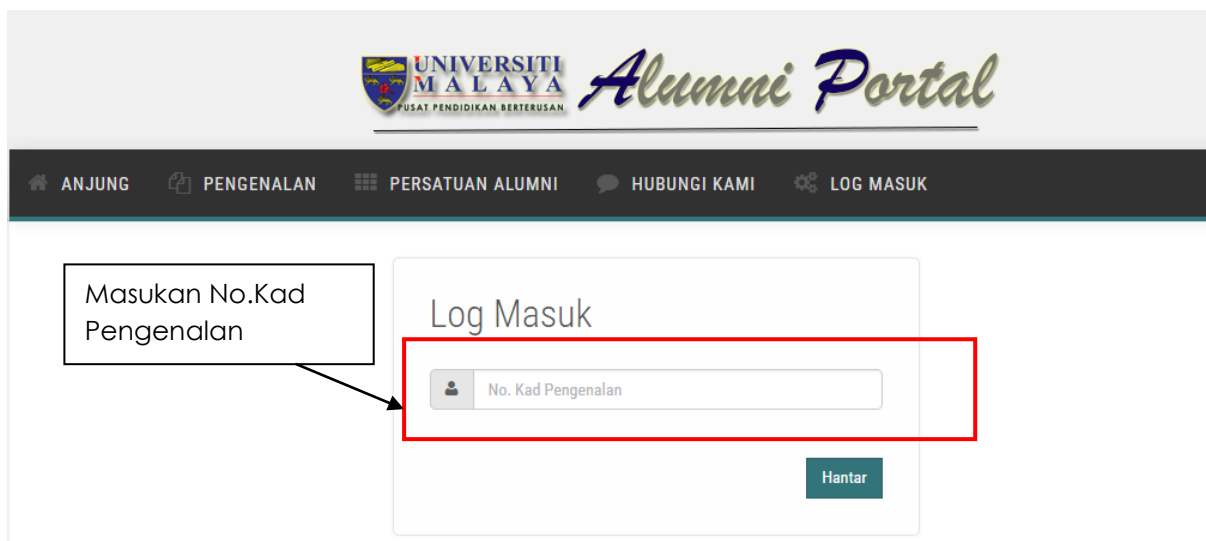 UNIVERSITI
MALAYA
PUSAT PENDIDIKAN BERTERUSAN
Alumni Portal
ANJUNG PENGENALAN PERSATUAN ALUMNI HUBUNGI KAMI LOG MASUK
Masukan No.Kad
Pengenalan
Log Masuk
No. Kad Pengenalan
Hantar